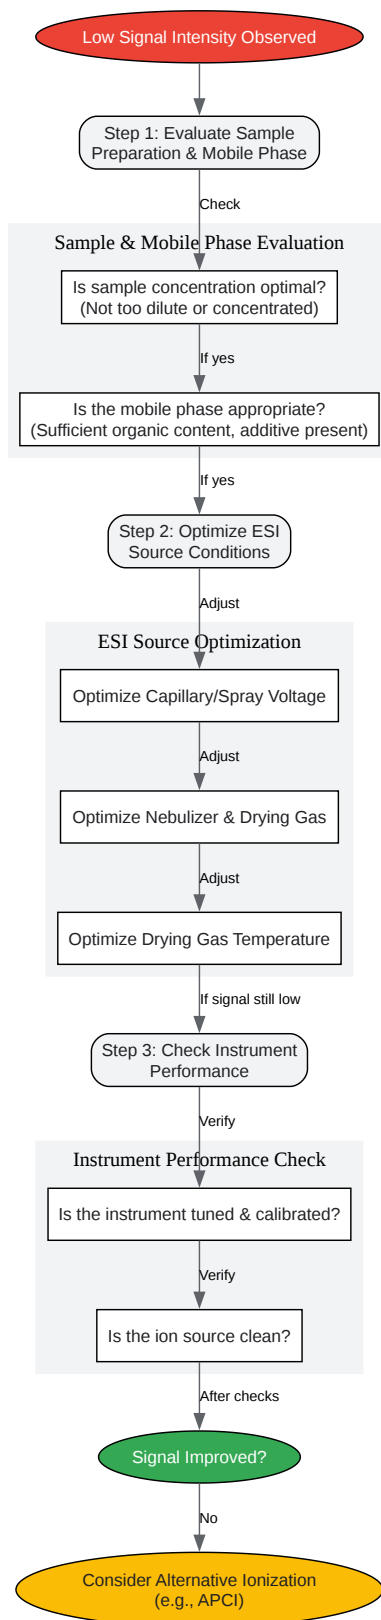 Low Signal Intensity Observed
Step 1: Evaluate Sample
Preparation & Mobile Phase
Check
Sample & Mobile Phase Evaluation
Is sample concentration optimal?
(Not too dilute or concentrated)
If yes
Is the mobile phase appropriate?
(Sufficient organic content, additive present)
If yes
Step 2: Optimize ESI
Source Conditions
Adjust
ESI Source Optimization
Optimize Capillary/Spray Voltage
Adjust
Optimize Nebulizer & Drying Gas
Adjust
Optimize Drying Gas Temperature
If signal still low
Step 3: Check Instrument
Performance
Verify
Instrument Performance Check
Is the instrument tuned & calibrated?
Verify
Is the ion source clean?
After checks
Signal Improved?
No
Consider Alternative Ionization
(e.g., APCI)